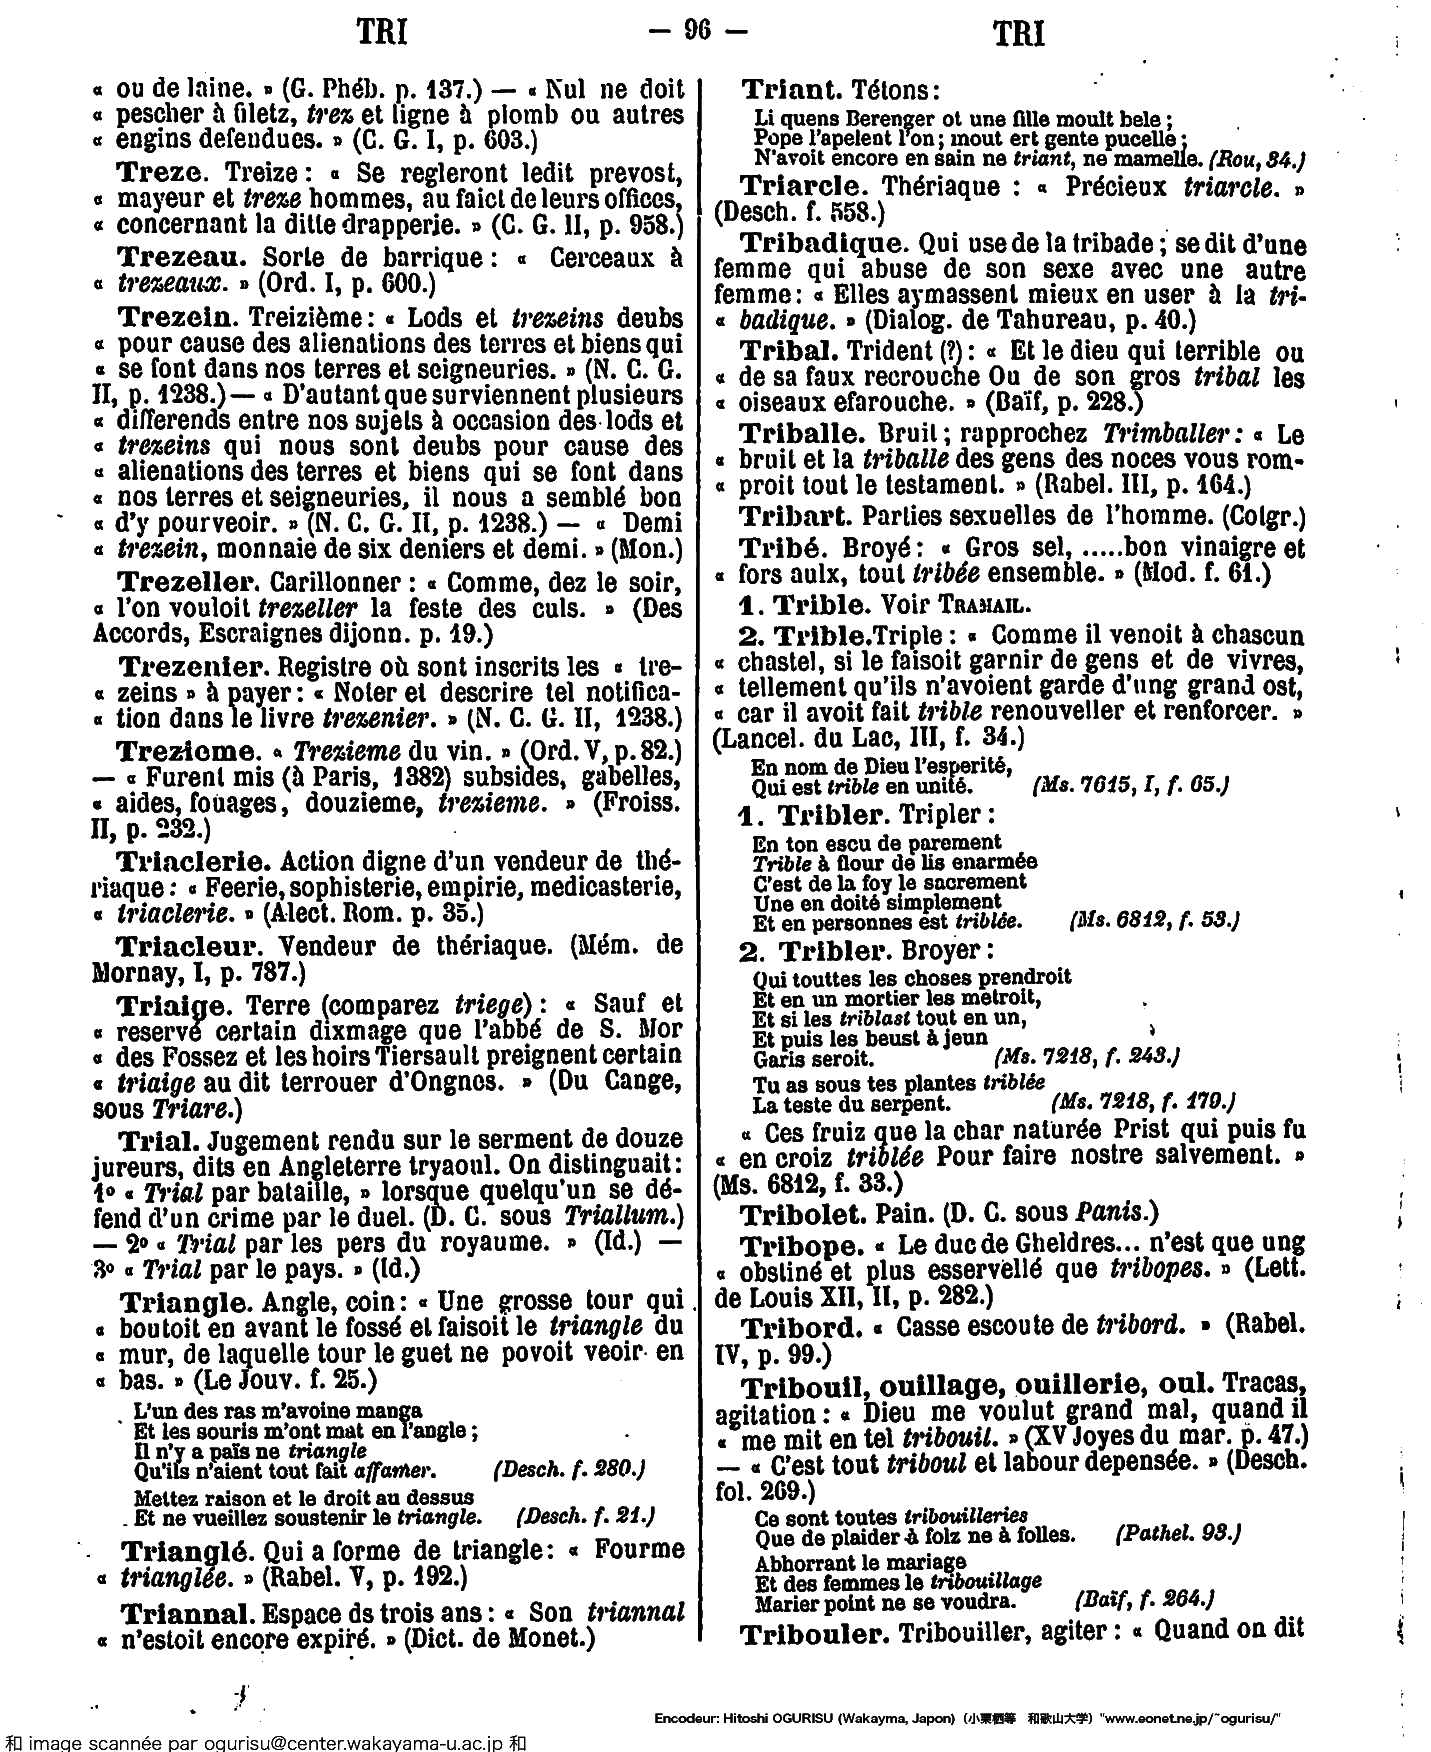 TRI — 96 — TRI
« ou de laine. » (G. Phéb. p. 137.) — « Nul ne doit
« pescher à filetz, trez et ligne à plomb ou autres
« engins defendues. » (C. G. I, p. 603.)
Treze. Treize : « Se regleront ledit prevost,
« mayeur et treze hommes, au faict de leurs offices,
« concernant la ditte drapperie. » (C. G. II, p. 958.)
Trezeau. Sorte de barrique : « Cerceaux à
« trezeaux. » (Ord. I, p. 600.)
Trezein. Treizième : « Lods et trezeins deubs
« pour cause des alienations des terres et biens qui
« se font dans nos terres et seigneuries. » (N. C. G.
II, p. 1238.) — « D'autant que surviennent plusieurs
« differends entre nos sujets à occasion des lods et
« trezeins qui nous sont deubs pour cause des
« alienations des terres et biens qui se font dans
« nos terres et seigneuries, il nous a semblé bon
« d'y pourveoir. » (N. C. G. II, p. 1238.) — « Demi
« trezein, monnaie de six deniers et demi. » (Mon.)
Trezeller. Carillonner : « Comme, dez le soir,
« l'on vouloit trezeller la feste des culs. » (Des
Accords, Escraignes dijonn. p. 19.)
Trezenier. Registre où sont inscrits les « tre-
« zeins » à payer : « Noter et descrire tel notifica-
« tion dans le livre trezenier. » (N. C. G. II, 1238.)
Trezieme. « Trezieme du vin. » (Ord. V, p. 82.)
— « Furent mis (à Paris, 1382) subsides, gabelles,
« aides, fouages, douzieme, trezieme. » (Froiss.
II, p. 232.)
Triaclerie. Action digne d'un vendeur de thé-
riaque : « Feerie, sophisterie, empirie, medicasterie,
« triaclerie. » (Alect. Rom. p. 35.)
Triacleur. Vendeur de thériaque. (Mém. de
Mornay, I, p. 787.)
Triaige. Terre (comparez triege) : « Sauf et
« reservé certain dixmage que l'abbé de S. Mor
« des Fossez et les hoirs Tiersault preignent certain
« triaige au dit terrouer d'Ongnes. » (Du Cange,
sous Triare.)
Trial. Jugement rendu sur le serment de douze
jureurs, dits en Angleterre tryaoul. On distinguait :
1º « Trial par bataille, » lorsque quelqu'un se dé-
fend d'un crime par le duel. (D. C. sous Triallum.)
— 2º « Trial par les pers du royaume. » (Id.) —
3º « Trial par le pays. » (Id.)
Triangle. Angle, coin : « Une grosse tour qui
« boutoit en avant le fossé et faisoit le triangle du
« mur, de laquelle tour le guet ne povoit veoir en
« bas. » (Le Jouv. f. 25.)
L'un des ras m'avoine manga
Et les souris m'ont mat en l'angle ;
Il n'y a païs ne triangle
Qu'ils n'aient tout fait affamer. (Desch. f. 280.)
Mettez raison et le droit au dessus
Et ne vueillez soustenir le triangle. (Desch. f. 21.)
Trianglé. Qui a forme de triangle : « Fourme
« trianglée. » (Rabel. V, p. 192.)
Triannal. Espace ds trois ans : « Son triannal
« n'estoit encore expiré. » (Dict. de Monet.)
Triant. Tétons :
Li quens Berenger ot une fille moult bele ;
Pope l'apelent l'on ; mout ert gente pucelle ;
N'avoit encore en sain ne triant, ne mamelle. (Rou, 34.)
Triarcle. Thériaque : « Précieux triarcle. »
(Desch. f. 558.)
Tribadique. Qui use de la tribade ; se dit d'une
femme qui abuse de son sexe avec une autre
femme : « Elles aymassent mieux en user à la tri-
« badique. » (Dialog. de Tahureau, p. 40.)
Tribal. Trident (?) : « Et le dieu qui terrible ou
« de sa faux recrouche Ou de son gros tribal les
« oiseaux efarouche. » (Baïf, p. 228.)
Triballe. Bruit ; rapprochez Trimballer : « Le
« bruit et la triballe des gens des noces vous rom-
« proit tout le testament. » (Rabel. III, p. 164.)
Tribart. Parties sexuelles de l'homme. (Cotgr.)
Tribé. Broyé : « Gros sel, .....bon vinaigre et
« fors aulx, tout tribée ensemble. » (Mod. f. 61.)
1. Trible. Voir TRAMAIL.
2. Trible. Triple : « Comme il venoit à chascun
« chastel, si le faisoit garnir de gens et de vivres,
« tellement qu'ils n'avoient garde d'ung grand ost,
« car il avoit fait trible renouveller et renforcer. »
(Lancel. du Lac, III, f. 34.)
En nom de Dieu l'esperité,
Qui est trible en unité. (Ms. 7615, I, f. 65.)
1. Tribler. Tripler :
En ton escu de parement
Trible à flour de lis enarmée
C'est de la foy le sacrement
Une en doité simplement
Et en personnes est triblée. (Ms. 6812, f. 53.)
2. Tribler. Broyer :
Qui touttes les choses prendroit
Et en un mortier les metroit,
Et si les triblast tout en un,
Et puis les beust à jeun
Garis seroit. (Ms. 7218, f. 243.)
Tu as sous tes plantes triblée
La teste du serpent. (Ms. 7218, f. 170.)
« Ces fruiz que la char naturée Prist qui puis fu
« en croiz triblée Pour faire nostre salvement. »
(Ms. 6812, f. 33.)
Tribolet. Pain. (D. C. sous Panis.)
Tribope. « Le duc de Gheldres... n'est que ung
« obstiné et plus esservellé que tribopes. » (Lett.
de Louis XII, II, p. 282.)
Tribord. « Casse escoute de tribord. » (Rabel.
IV, p. 99.)
Tribouil, ouillage, ouillerie, oul. Tracas,
agitation : « Dieu me voulut grand mal, quand il
« me mit en tel tribouil. » (XV Joyes du mar. p. 47.)
— « C'est tout triboul et labour depensée. » (Desch.
fol. 269.)
Ce sont toutes tribouilleries
Que de plaider à folz ne à folles. (Pathel. 93.)
Abhorrant le mariage
Et des femmes le tribouillage
Marier point ne se voudra. (Baïf, f. 264.)
Tribouler. Tribouiller, agiter : « Quand on dit
Encodeur: Hitoshi OGURISU (Wakayma, Japon) (小栗栖等 和歌山大学) "www.eonet.ne.jp/~ogurisu/"
和 image scannée par ogurisu@center.wakayama-u.ac.jp 和